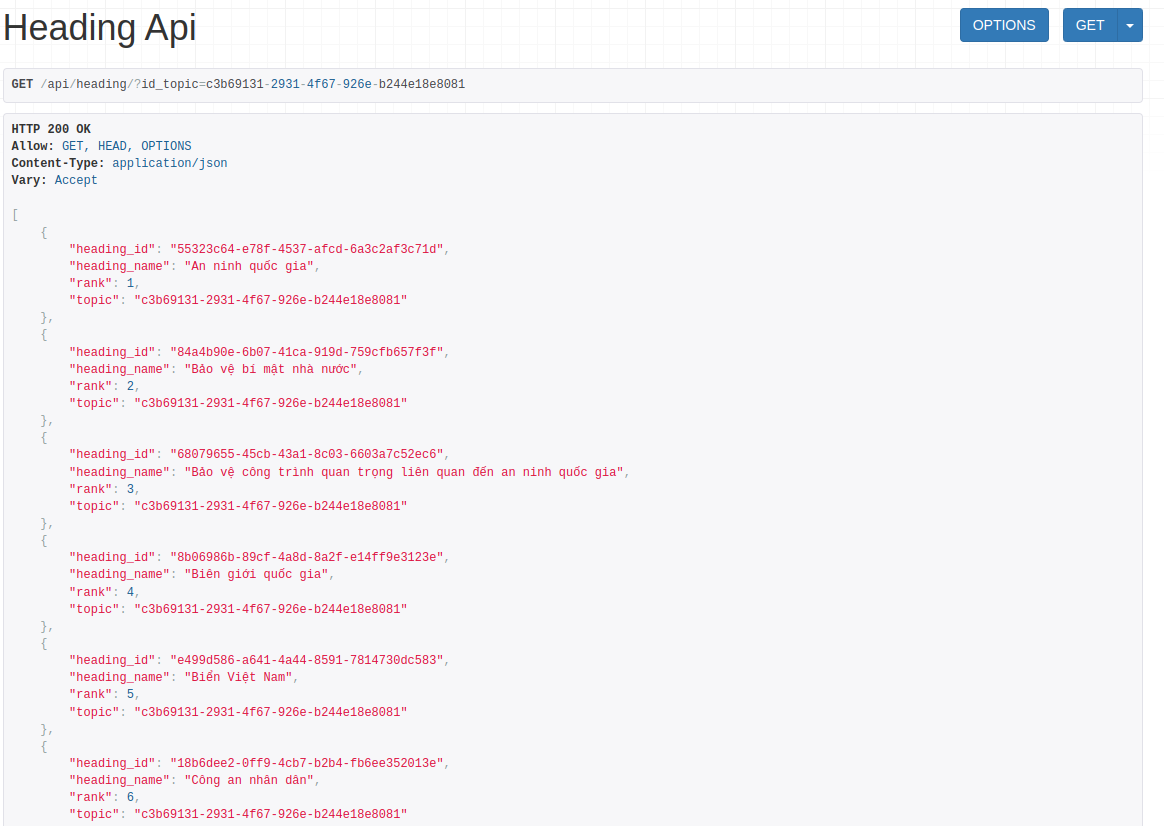 Heading Api
OPTIONS
GET
GET /api/heading/?id_topic=c3b69131-2931-4f67-926e-b244e18e8081
HTTP 200 OK
Allow: GET, HEAD, OPTIONS
Content-Type: application/json
Vary: Accept
[
    {
        "heading_id": "55323c64-e78f-4537-afcd-6a3c2af3c71d",
        "heading_name": "An ninh quốc gia",
        "rank": 1,
        "topic": "c3b69131-2931-4f67-926e-b244e18e8081"
    },
    {
        "heading_id": "84a4b90e-6b07-41ca-919d-759cfb657f3f",
        "heading_name": "Bảo vệ bí mật nhà nước",
        "rank": 2,
        "topic": "c3b69131-2931-4f67-926e-b244e18e8081"
    },
    {
        "heading_id": "68079655-45cb-43a1-8c03-6603a7c52ec6",
        "heading_name": "Bảo vệ công trình quan trọng liên quan đến an ninh quốc gia",
        "rank": 3,
        "topic": "c3b69131-2931-4f67-926e-b244e18e8081"
    },
    {
        "heading_id": "8b06986b-89cf-4a8d-8a2f-e14ff9e3123e",
        "heading_name": "Biên giới quốc gia",
        "rank": 4,
        "topic": "c3b69131-2931-4f67-926e-b244e18e8081"
    },
    {
        "heading_id": "e499d586-a641-4a44-8591-7814730dc583",
        "heading_name": "Biển Việt Nam",
        "rank": 5,
        "topic": "c3b69131-2931-4f67-926e-b244e18e8081"
    },
    {
        "heading_id": "18b6dee2-0ff9-4cb7-b2b4-fb6ee352013e",
        "heading_name": "Công an nhân dân",
        "rank": 6,
        "topic": "c3b69131-2931-4f67-926e-b244e18e8081"